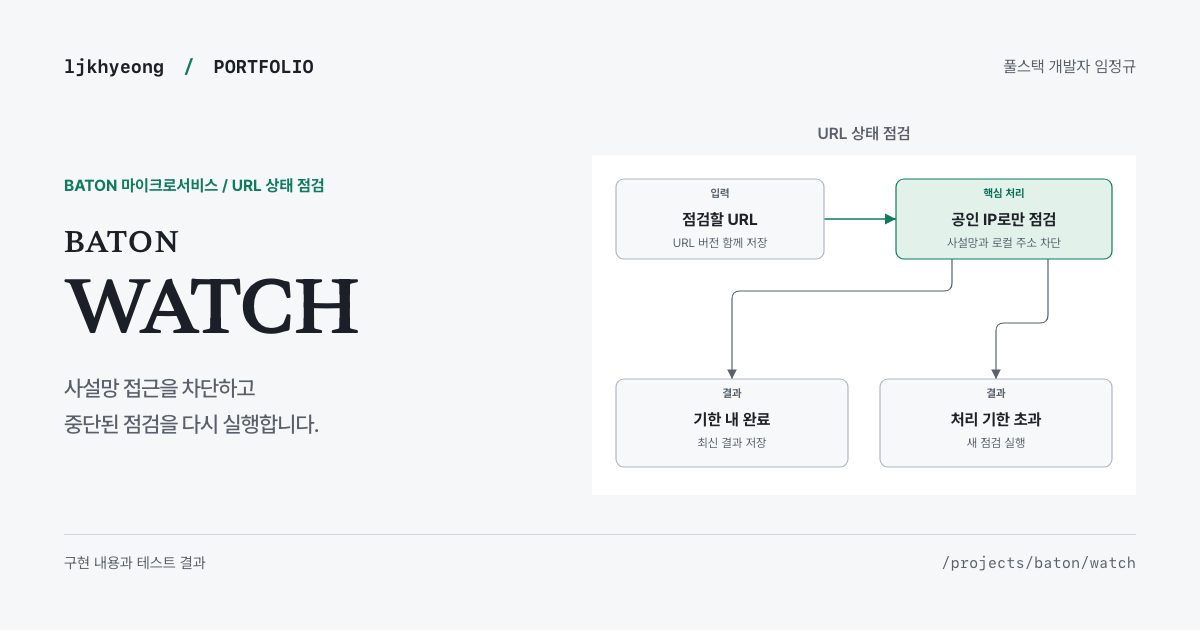 ljkhyeong / PORTFOLIO
풀스택 개발자 임정규
BATON 마이크로서비스 / URL 상태 점검
BATON
WATCH
사설망 접근을 차단하고
중단된 점검을 다시 실행합니다.
URL 상태 점검
입력
점검할 URL
URL 버전 함께 저장
핵심 처리
공인 IP로만 점검
사설망과 로컬 주소 차단
결과
기한 내 완료
최신 결과 저장
결과
처리 기한 초과
새 점검 실행
구현 내용과 테스트 결과
/projects/baton/watch